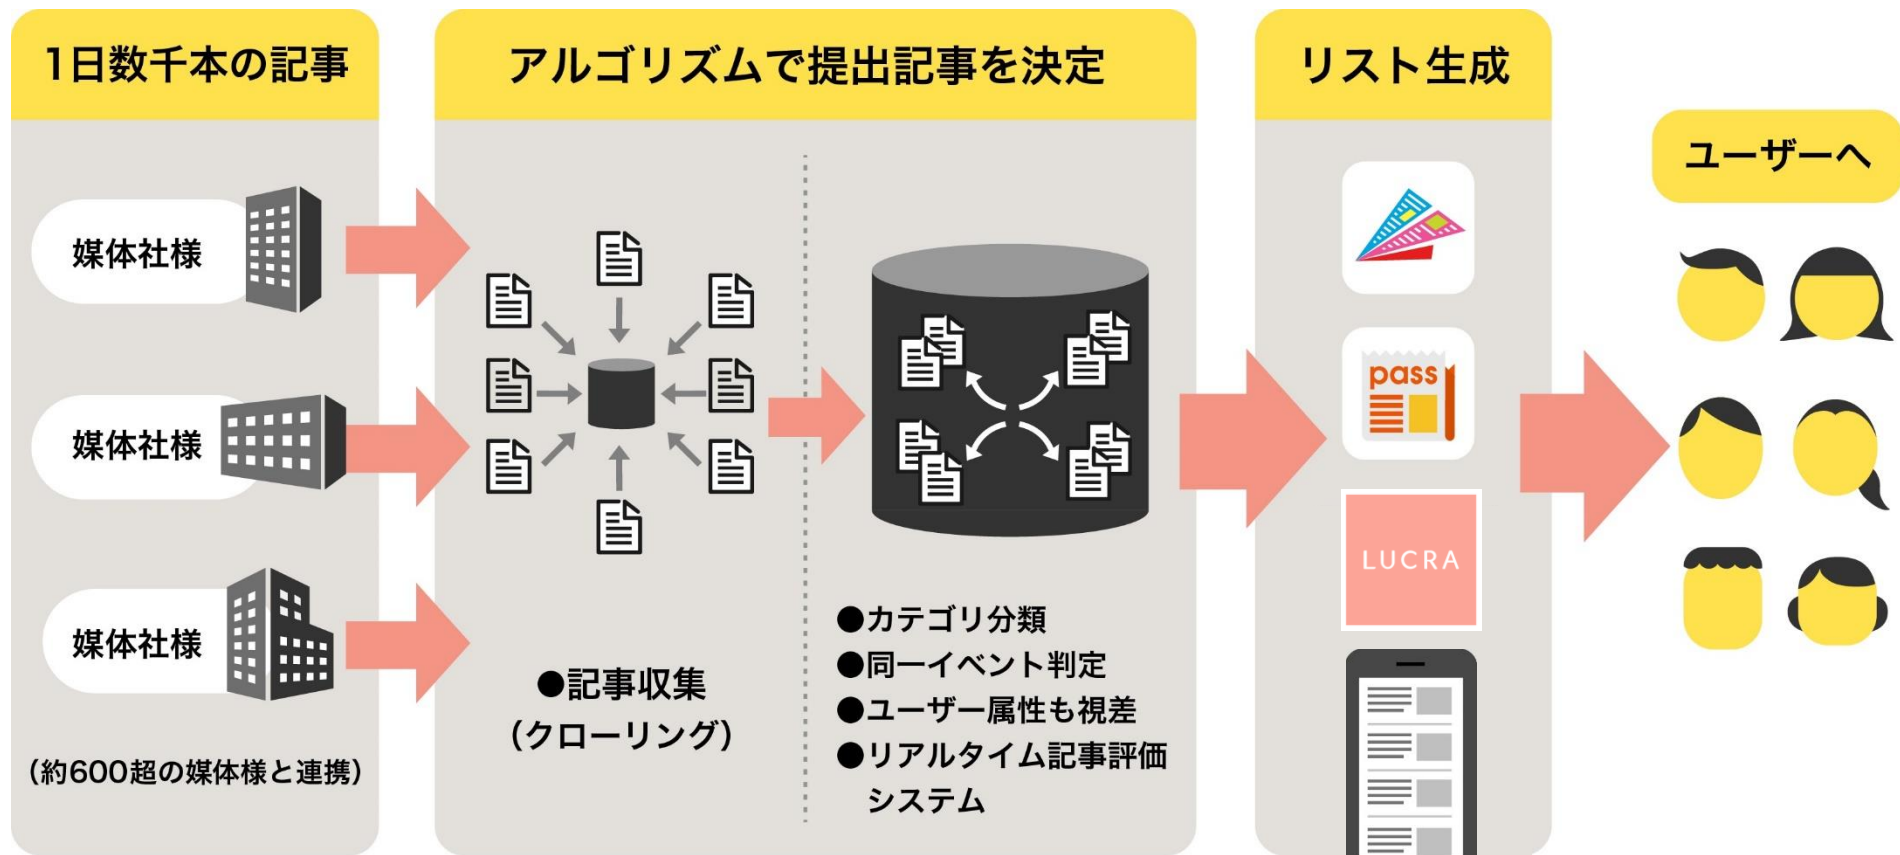 1日数千本の記事
アルゴリズムで提出記事を決定
リスト生成
ユーザーへ
媒体社様
媒体社様
媒体社様
(約600超の媒体様と連携)
●記事収集
(クローリング)
●カテゴリ分類
●同一イベント判定
●ユーザー属性も視差
●リアルタイム記事評価
システム
pass
LUCRA